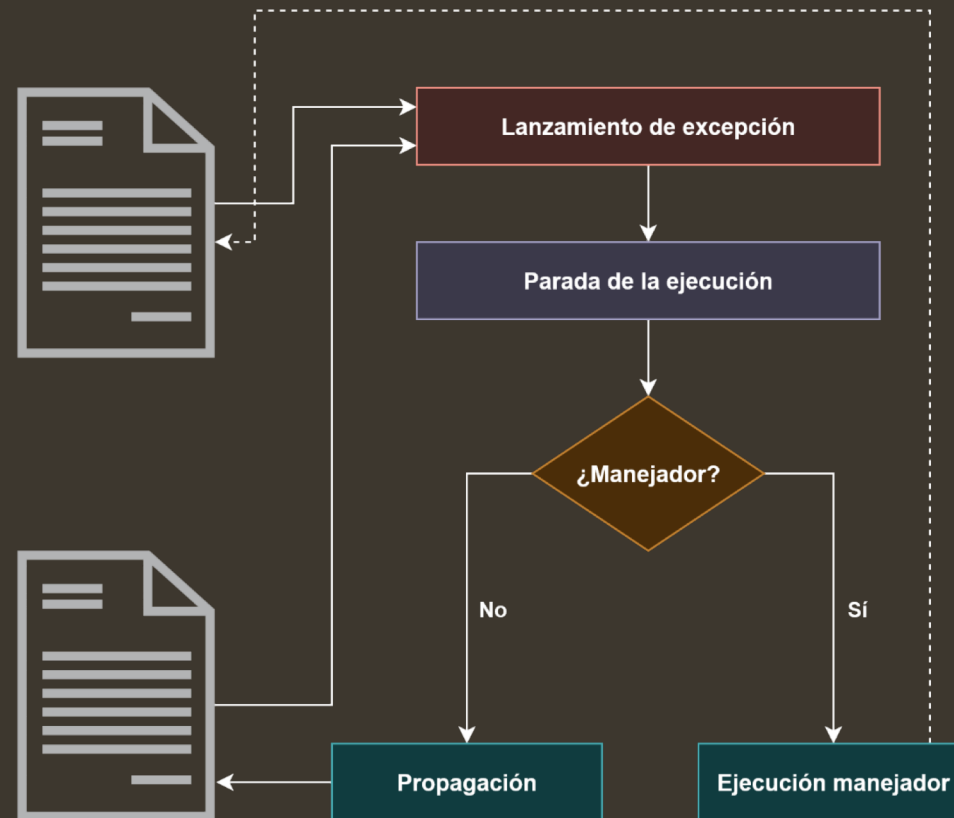 Lanzamiento de excepción
Parada de la ejecución
¿Manejador?
No
Sí
Propagación
Ejecución manejador